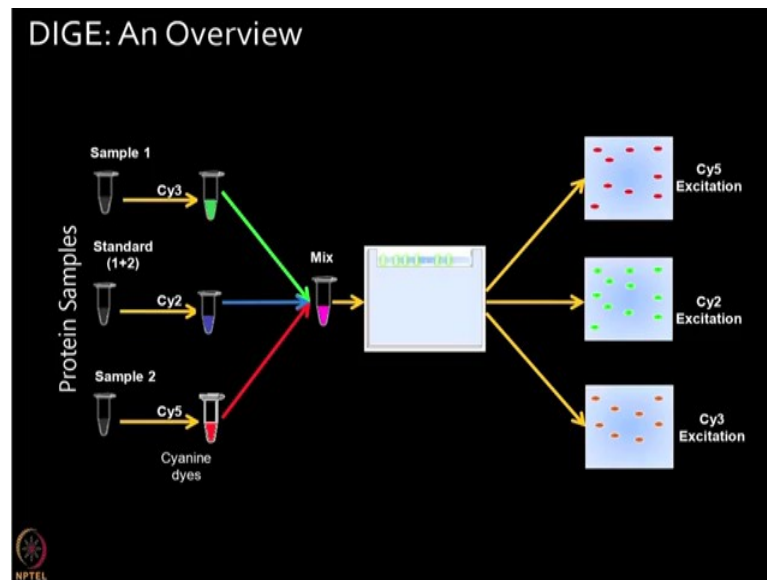 DIGE: An Overview
Protein Samples
Sample 1
Cy3
Standard
(1+2)
Cy2
Sample 2
Cy5
Cyanine
dyes
Mix
Cy5
Excitation
Cy2
Excitation
Cy3
Excitation
NPTEL